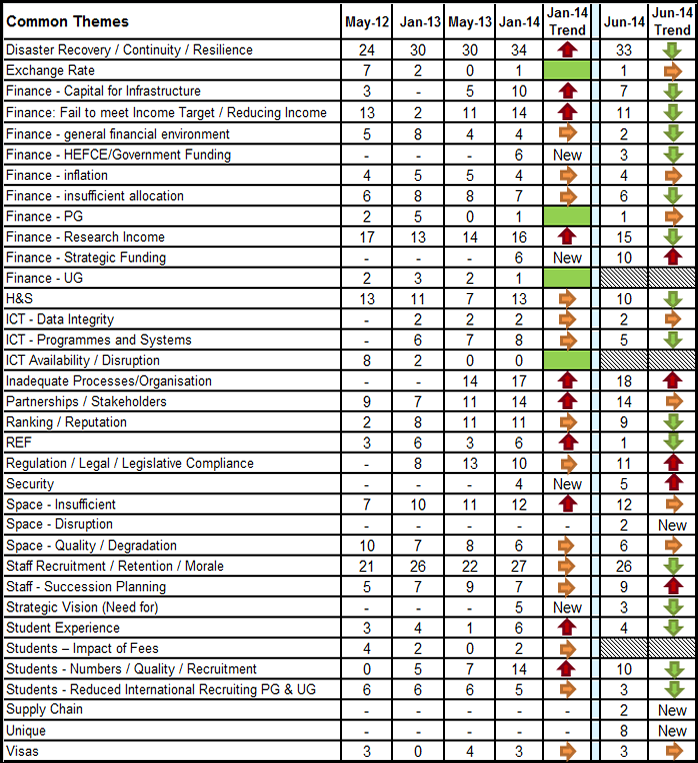 Common Themes May-12 Jan-13 May-13 Jan-14 Jan-14 Trend Jun-14 Jun-14 Trend
Disaster Recovery / Continuity / Resilience 24 30 30 34 33
Exchange Rate 7 2 0 1 1
Finance - Capital for Infrastructure 3 - 5 10 7
Finance: Fail to meet Income Target / Reducing Income 13 2 11 14 11
Finance - general financial environment 5 8 4 4 2
Finance - HEFCE/Government Funding - - - 6 New 3
Finance - inflation 4 5 5 4 4
Finance - insufficient allocation 6 8 8 7 6
Finance - PG 2 5 0 1 1
Finance - Research Income 17 13 14 16 15
Finance - Strategic Funding - - - 6 New 10
Finance - UG 2 3 2 1
H&S 13 11 7 13 10
ICT - Data Integrity - 2 2 2 2
ICT - Programmes and Systems - 6 7 8 5
ICT Availability / Disruption 8 2 0 0
Inadequate Processes/Organisation - - 14 17 18
Partnerships / Stakeholders 9 7 11 14 14
Ranking / Reputation 2 8 11 11 9
REF 3 6 3 6 1
Regulation / Legal / Legislative Compliance - 8 13 10 11
Security - - - 4 New 5
Space - Insufficient 7 10 11 12 12
Space - Disruption - - - - - 2 New
Space - Quality / Degradation 10 7 8 6 6
Staff Recruitment / Retention / Morale 21 26 22 27 26
Staff - Succession Planning 5 7 9 7 9
Strategic Vision (Need for) - - - 5 New 3
Student Experience 3 4 1 6 4
Students – Impact of Fees 4 2 0 2
Students - Numbers / Quality / Recruitment 0 5 7 14 10
Students - Reduced International Recruiting PG & UG 6 6 6 5 3
Supply Chain - - - - - 2 New
Unique - - - - - 8 New
Visas 3 0 4 3 3